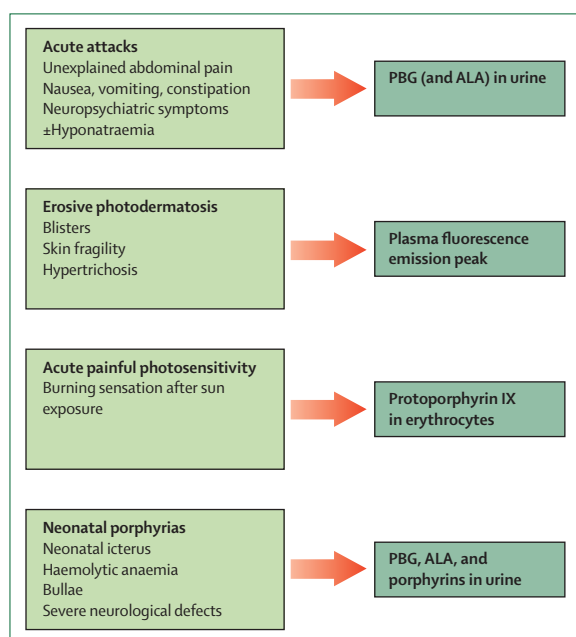 Acute attacks
Unexplained abdominal pain
Nausea, vomiting, constipation
Neuropsychiatric symptoms
±Hyponatraemia
PBG (and ALA) in urine
Erosive photodermatosis
Blisters
Skin fragility
Hypertrichosis
Plasma fluorescence
emission peak
Acute painful photosensitivity
Burning sensation after sun
exposure
Protoporphyrin IX
in erythrocytes
Neonatal porphyrias
Neonatal icterus
Haemolytic anaemia
Bullae
Severe neurological defects
PBG, ALA, and
porphyrins in urine